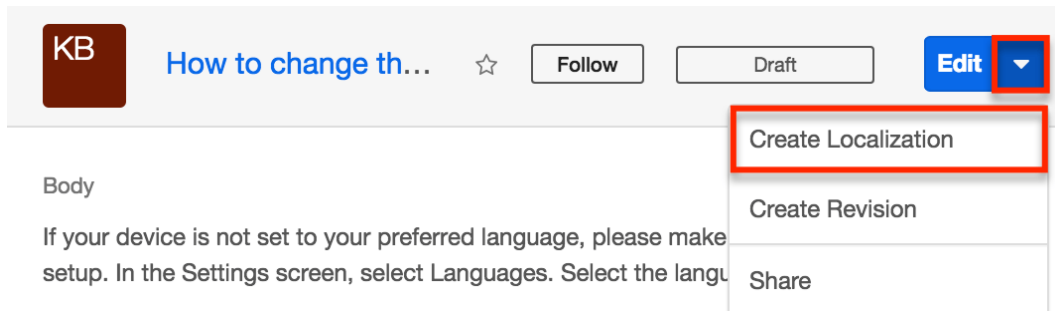 KB
How to change th...
Follow
Draft
Edit
Create Localization
Create Revision
Share
Body
If your device is not set to your preferred language, please make
setup. In the Settings screen, select Languages. Select the langu